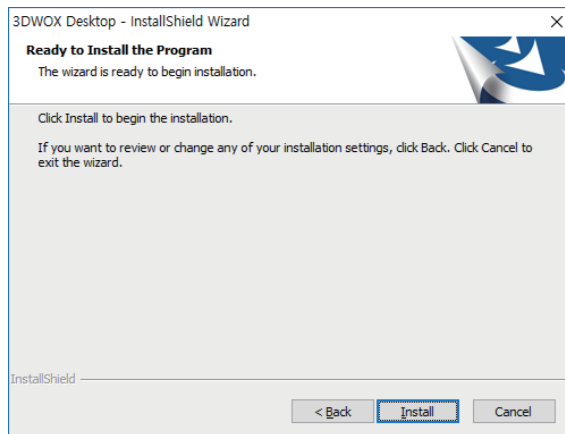 3DWOX Desktop - InstallShield Wizard
Ready to Install the Program
The wizard is ready to begin installation.
Click Install to begin the installation.
If you want to review or change any of your installation settings, click Back. Click Cancel to
exit the wizard.
InstallShield
< Back
Install
Cancel